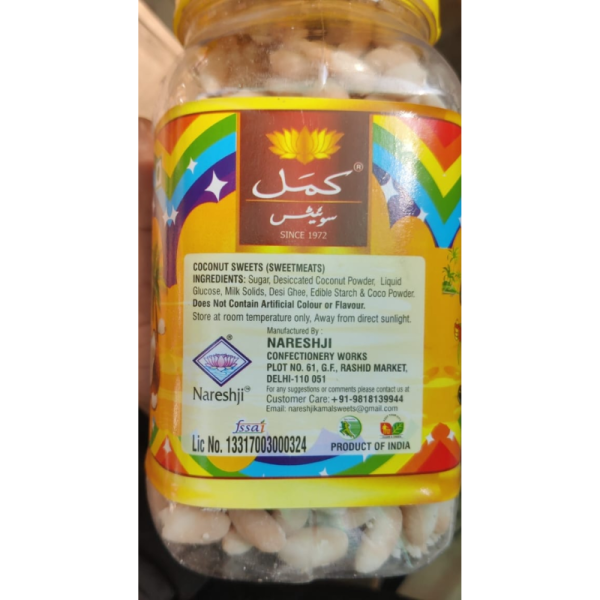 كمَل ®
سویٹس
SINCE 1972
COCONUT SWEETS (SWEETMEATS)
INGREDIENTS: Sugar, Desiccated Coconut Powder, Liquid
Glucose, Milk Solids, Desi Ghee, Edible Starch & Coco Powder.
Does Not Contain Artificial Colour or Flavour.
Store at room temperature only, Away from direct sunlight.
Manufactured By :
NARESHJI
CONFECTIONERY WORKS
PLOT NO. 61, G.F., RASHID MARKET,
DELHI-110 051
For any suggestions or comments please contact us at
Customer Care: +91-9818139944
Email: nareshjikamalsweets@gmail.com
Nareshji™
fssai
Lic No. 13317003000324
PRODUCT OF INDIA